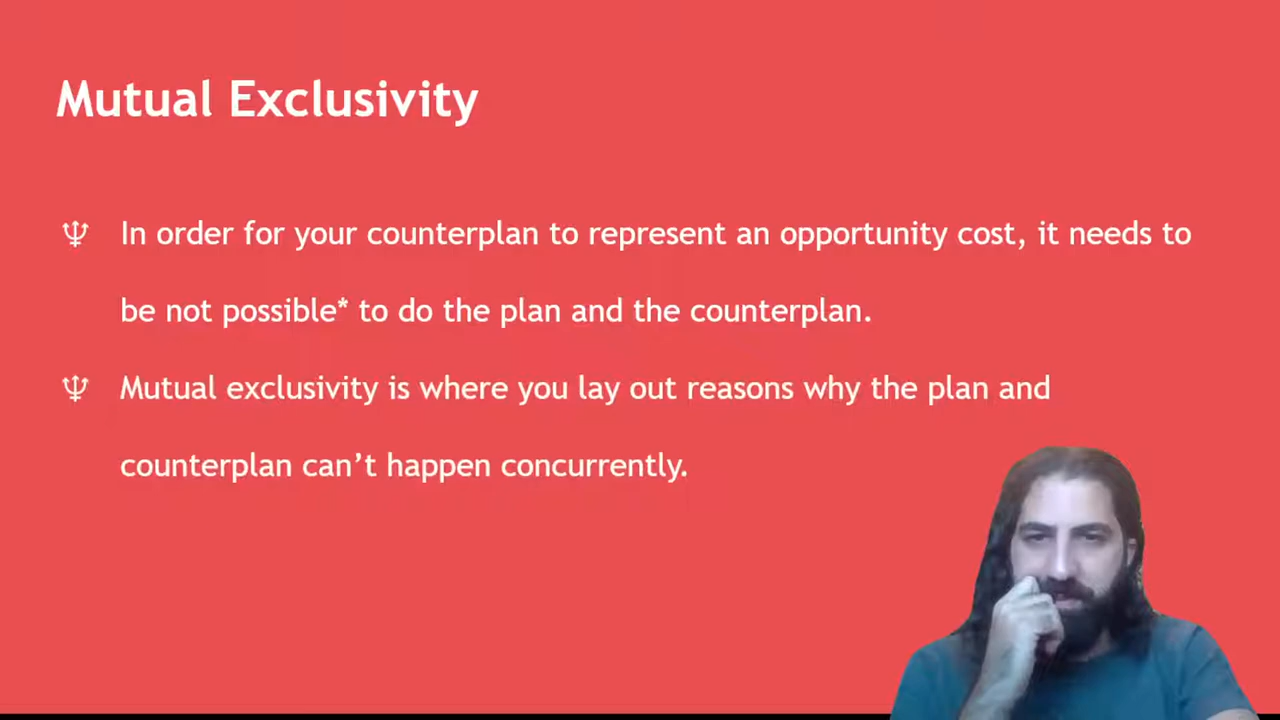 Mutual Exclusivity
♆ In order for your counterplan to represent an opportunity cost, it needs to
be not possible* to do the plan and the counterplan.
♆ Mutual exclusivity is where you lay out reasons why the plan and
counterplan can’t happen concurrently.